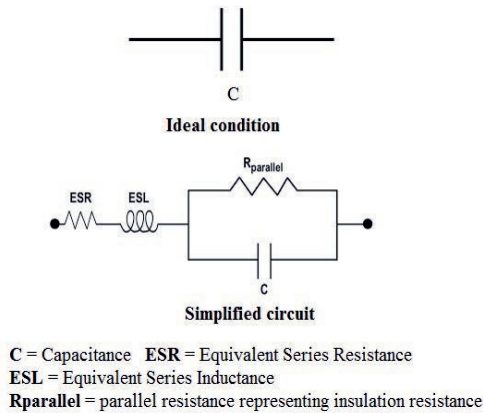 C
Ideal condition
Rparallel
ESR ESL
C
Simplified circuit
C = Capacitance ESR = Equivalent Series Resistance
ESL = Equivalent Series Inductance
Rparallel = parallel resistance representing insulation resistance